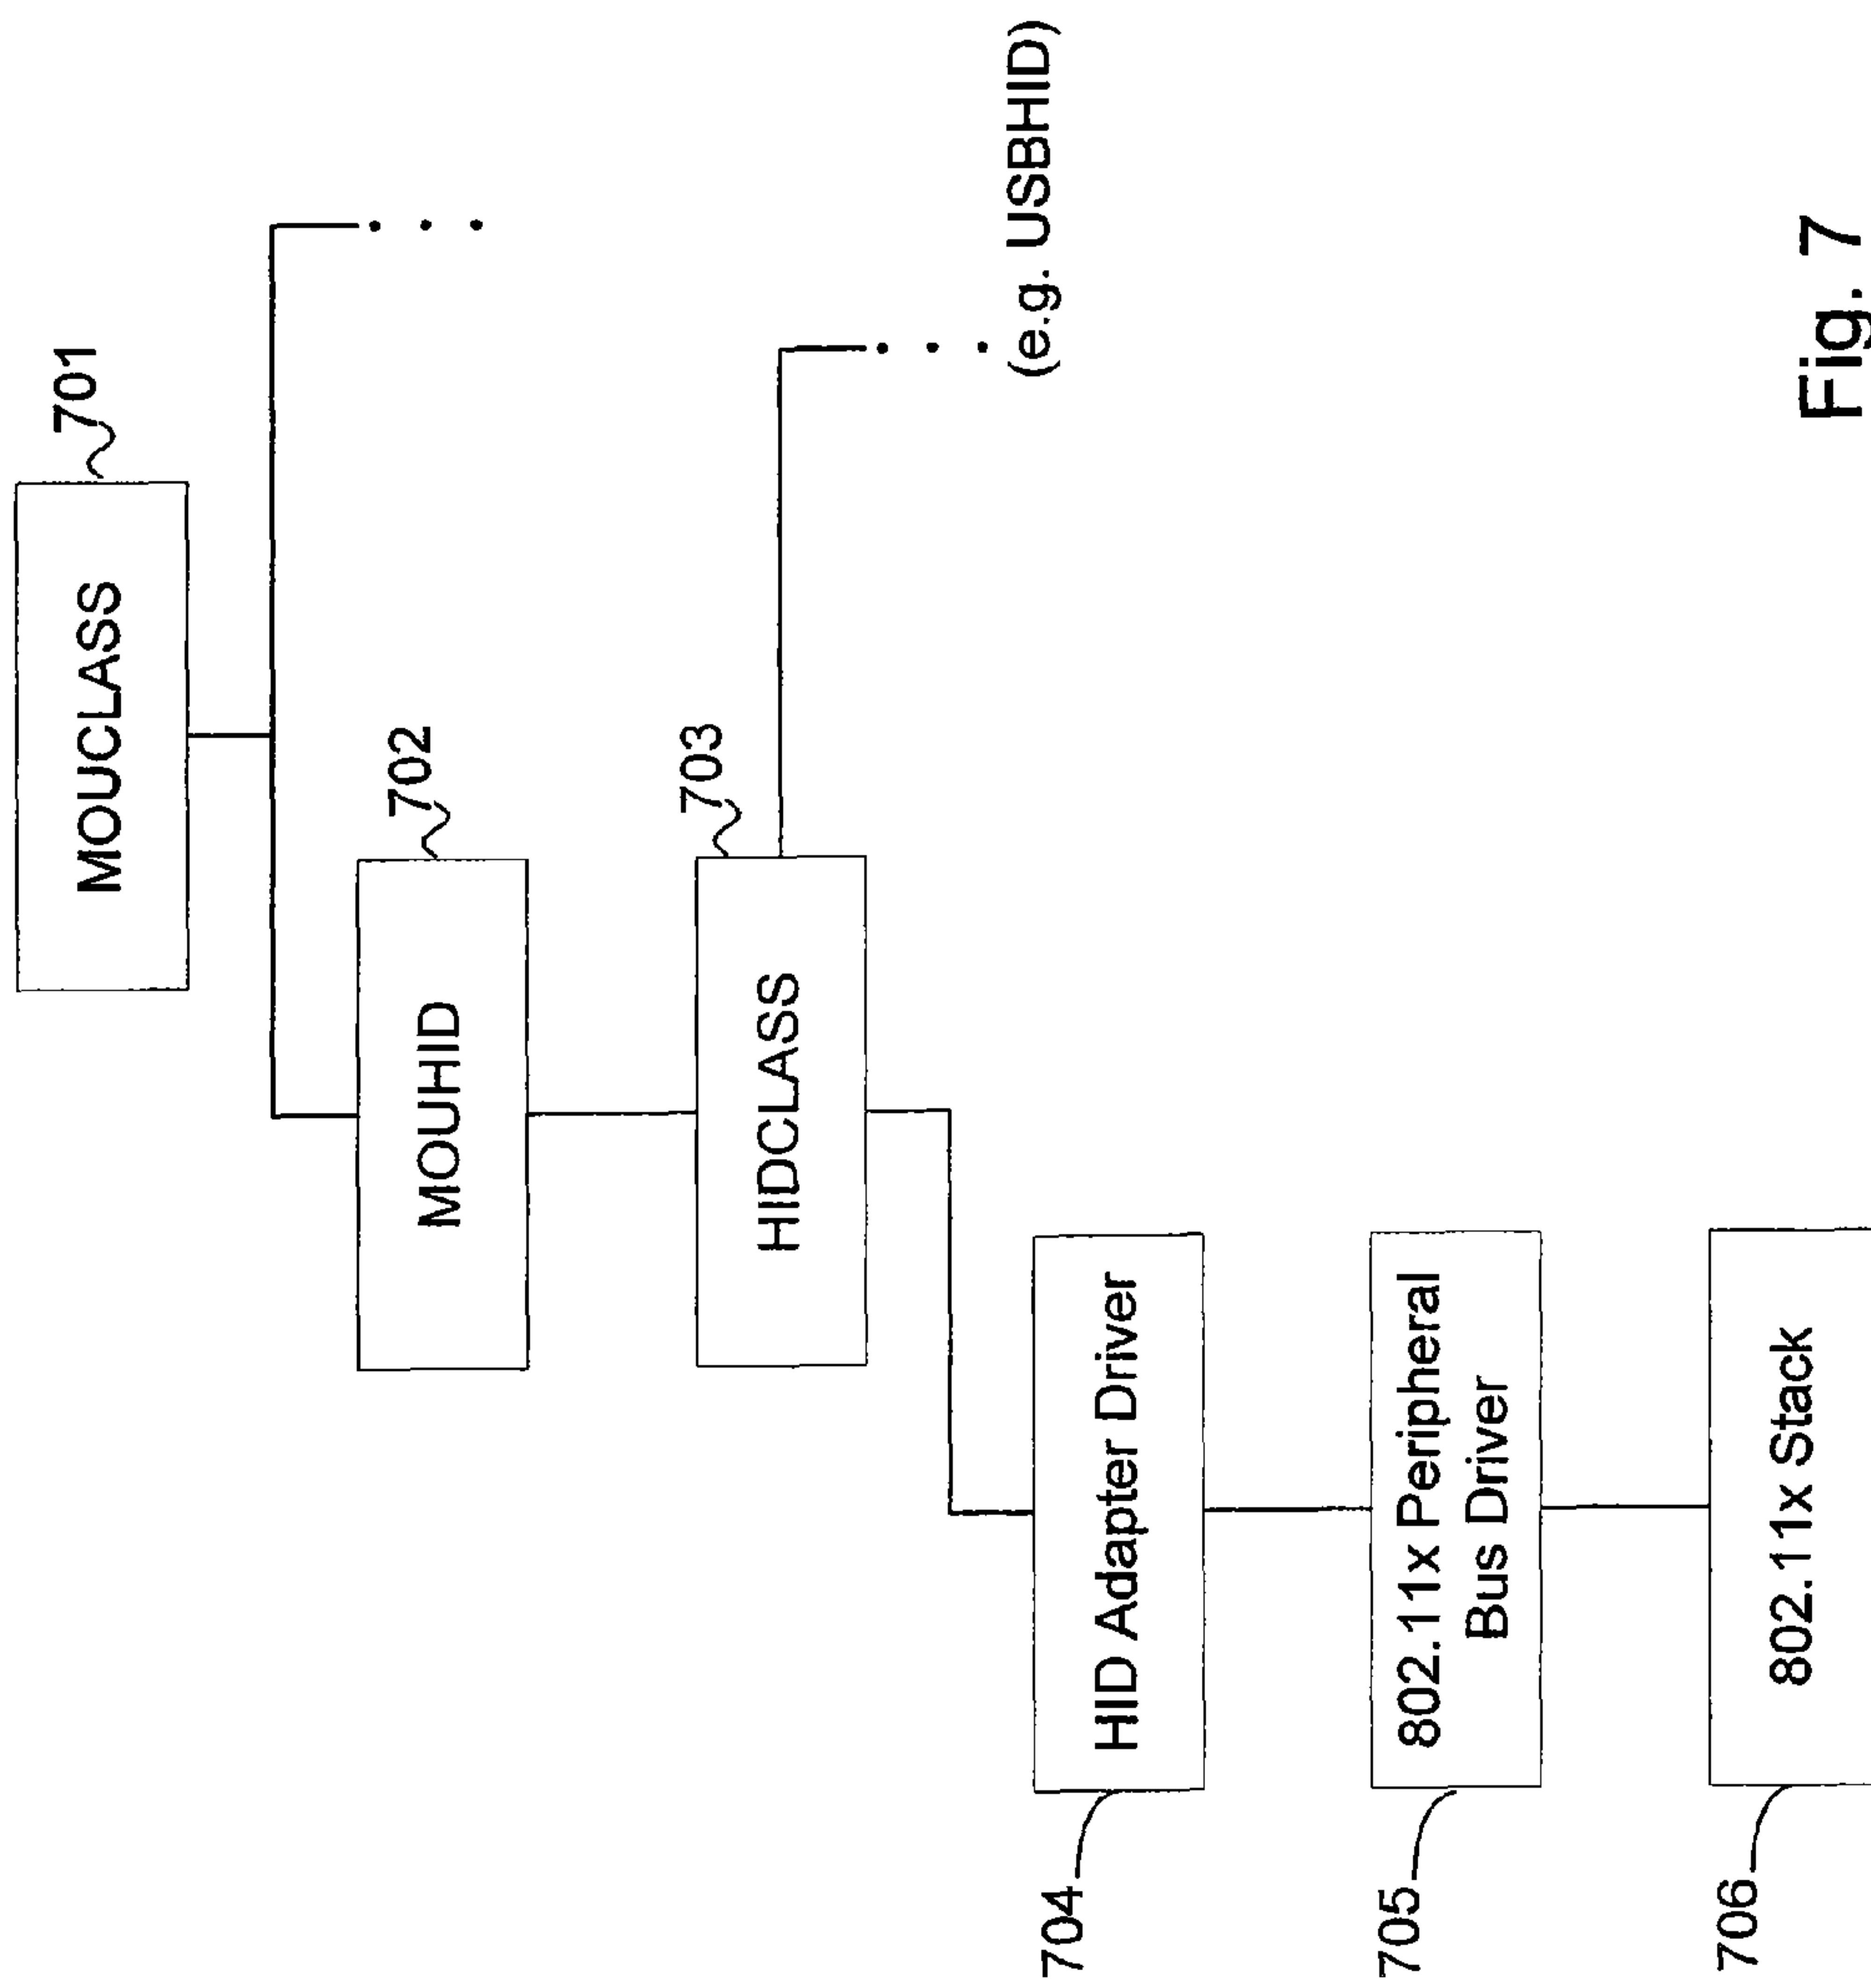 MOUCLASS
701
MOUHID
702
HIDCLASS
703
(e.g. USBHID)
HID Adapter Driver
704
802.11x Peripheral
Bus Driver
705
802.11x Stack
706
Fig. 7